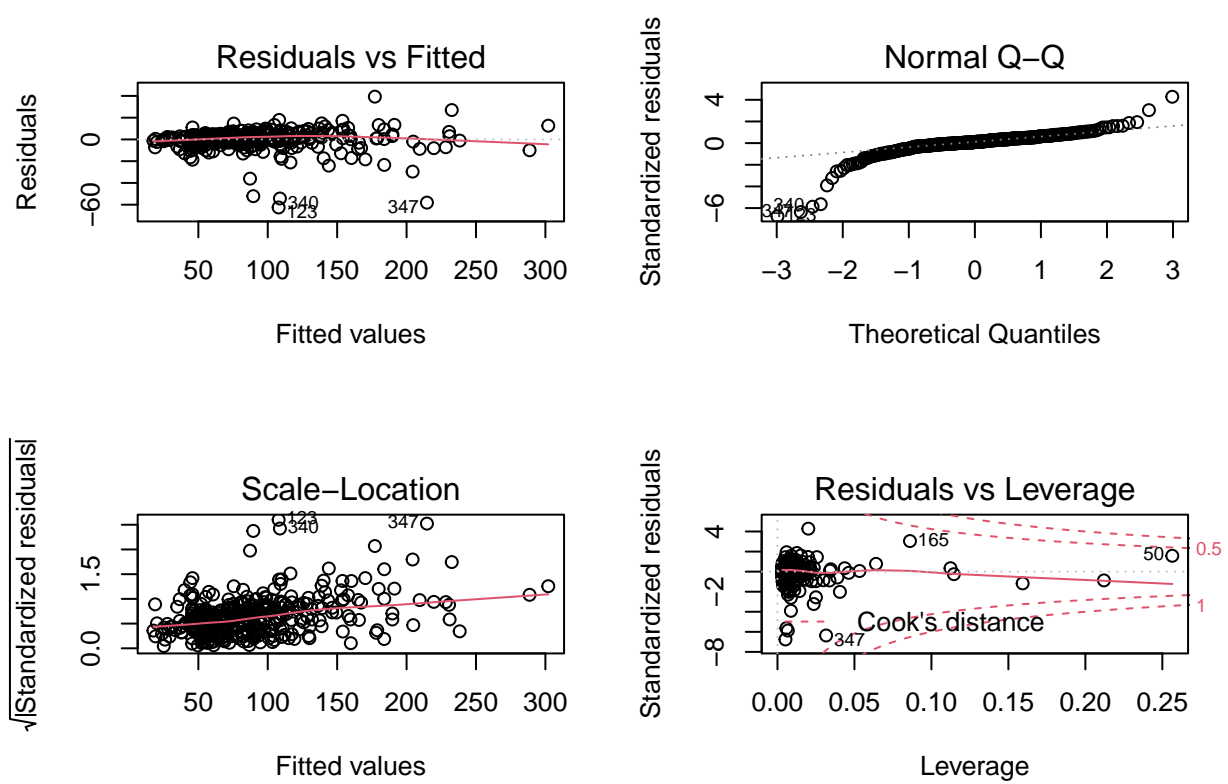 Residuals vs Fitted
Residuals
0
−60
340
123
347
50 100 150 200 250 300
Fitted values
Normal Q−Q
Standardized residuals
4
0
−6
340
−3 −2 −1 0 1 2 3
Theoretical Quantiles
Scale−Location
√|Standardized residuals|
1.5
0.0
123
340
347
50 100 150 200 250 300
Fitted values
Residuals vs Leverage
Standardized residuals
4
−2
−8
165
50
0.5
1
Cook's distance
347
0.00 0.05 0.10 0.15 0.20 0.25
Leverage